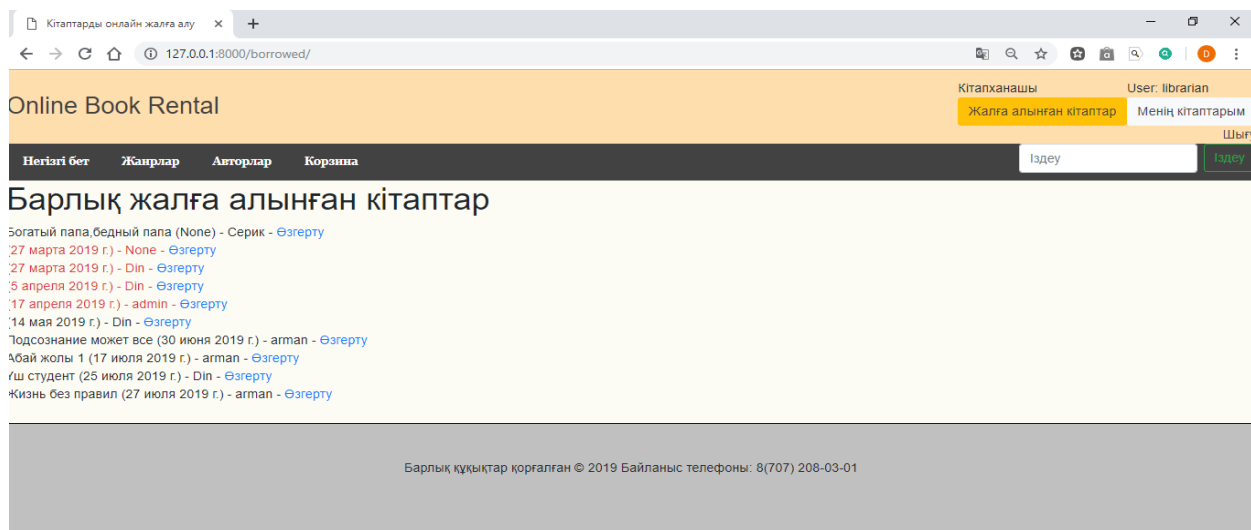 Кітаптарды онлайн жалға алу
127.0.0.1:8000/borrowed/
Кітапханашы User: librarian
Online Book Rental
Жалға алынған кітаптар Менің кітаптарым
Шығу
Негізгі бет Жанрлар Авторлар Корзина Іздеу Іздеу
Барлық жалға алынған кітаптар
Богатый папа,бедный папа (None) - Серик - Өзгерту
(27 марта 2019 г.) - None - Өзгерту
(27 марта 2019 г.) - Din - Өзгерту
(5 апреля 2019 г.) - Din - Өзгерту
(17 апреля 2019 г.) - admin - Өзгерту
(14 мая 2019 г.) - Din - Өзгерту
Подсознание может все (30 июня 2019 г.) - arman - Өзгерту
Абай жолы 1 (17 июля 2019 г.) - arman - Өзгерту
Үш студент (25 июля 2019 г.) - Din - Өзгерту
Жизнь без правил (27 июля 2019 г.) - arman - Өзгерту
Барлық құқықтар қорғалған © 2019 Байланыс телефоны: 8(707) 208-03-01